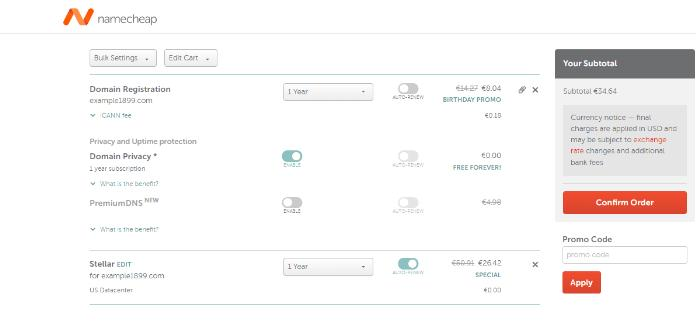 namecheap
Bulk Settings Edit Cart
Your Subtotal
Subtotal €34.64
Domain Registration 1 Year €14.27 €8.04
example1899.com AUTO-RENEW BIRTHDAY PROMO
ICANN fee €0.18
Currency notice — final
charges are applied in USD and
may be subject to exchange
rate changes and additional
bank fees
Privacy and Uptime protection
Domain Privacy * €0.00
1 year subscription ENABLE AUTO-RENEW FREE FOREVER!
What is the benefit?
PremiumDNS NEW €4.98
ENABLE AUTO-RENEW
What is the benefit?
Confirm Order
Promo Code
promo code
Apply
Stellar EDIT 1 Year €50.91 €26.42
for example1899.com AUTO-RENEW SPECIAL
US Datacenter €0.00